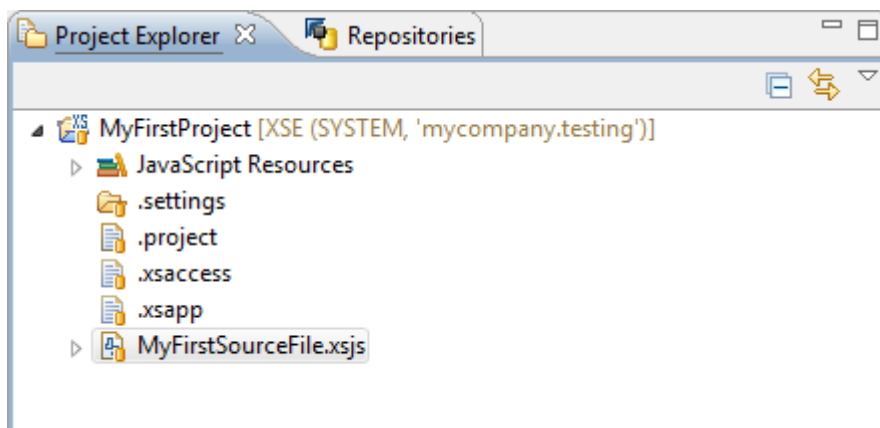 Project Explorer Repositories
MyFirstProject [XSE (SYSTEM, 'mycompany.testing')]
JavaScript Resources
.settings
.project
.xsaccess
.xsapp
MyFirstSourceFile.xsjs